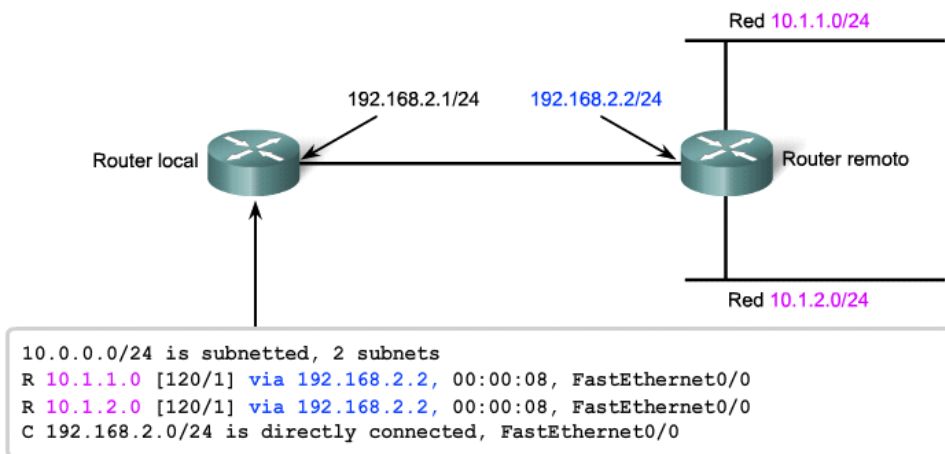 Red 10.1.1.0/24
192.168.2.1/24
192.168.2.2/24
Router local
Router remoto
Red 10.1.2.0/24
10.0.0.0/24 is subnetted, 2 subnets
R 10.1.1.0 [120/1] via 192.168.2.2, 00:00:08, FastEthernet0/0
R 10.1.2.0 [120/1] via 192.168.2.2, 00:00:08, FastEthernet0/0
C 192.168.2.0/24 is directly connected, FastEthernet0/0